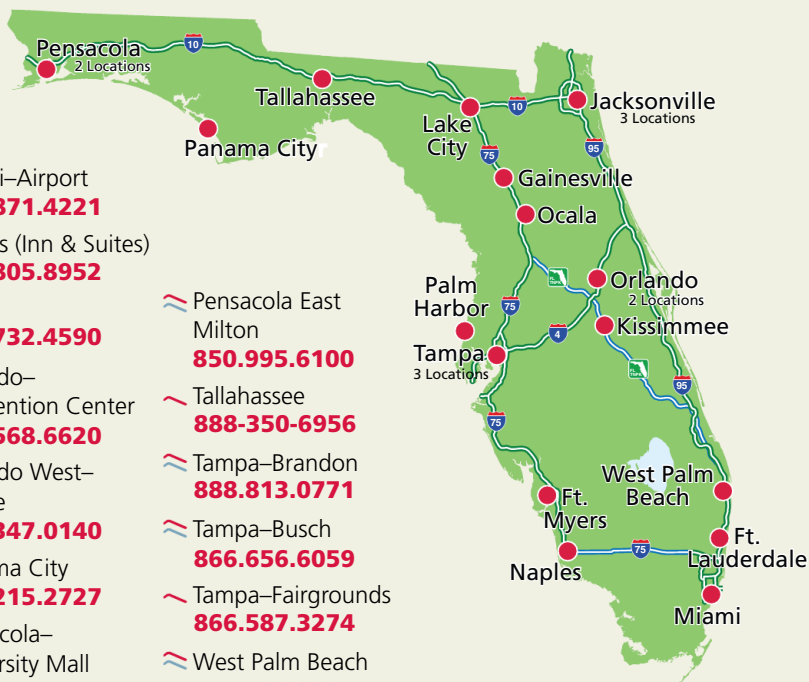 Pensacola
2 Locations
10
Tallahassee
Panama City
Lake
City
10
Jacksonville
3 Locations
75
95
Gainesville
Ocala
Palm
Harbor
75
Orlando
2 Locations
4
Kissimmee
Tampa
3 Locations
95
75
West Palm
Beach
Ft.
Myers
Ft.
Lauderdale
75
Naples
Miami
i–Airport
371.4221
s (Inn & Suites)
305.8952
732.4590
do–
ention Center
568.6620
do West–
e
347.0140
ma City
215.2727
cola–
rsity Mall
Pensacola East
Milton
850.995.6100
Tallahassee
888-350-6956
Tampa–Brandon
888.813.0771
Tampa–Busch
866.656.6059
Tampa–Fairgrounds
866.587.3274
West Palm Beach